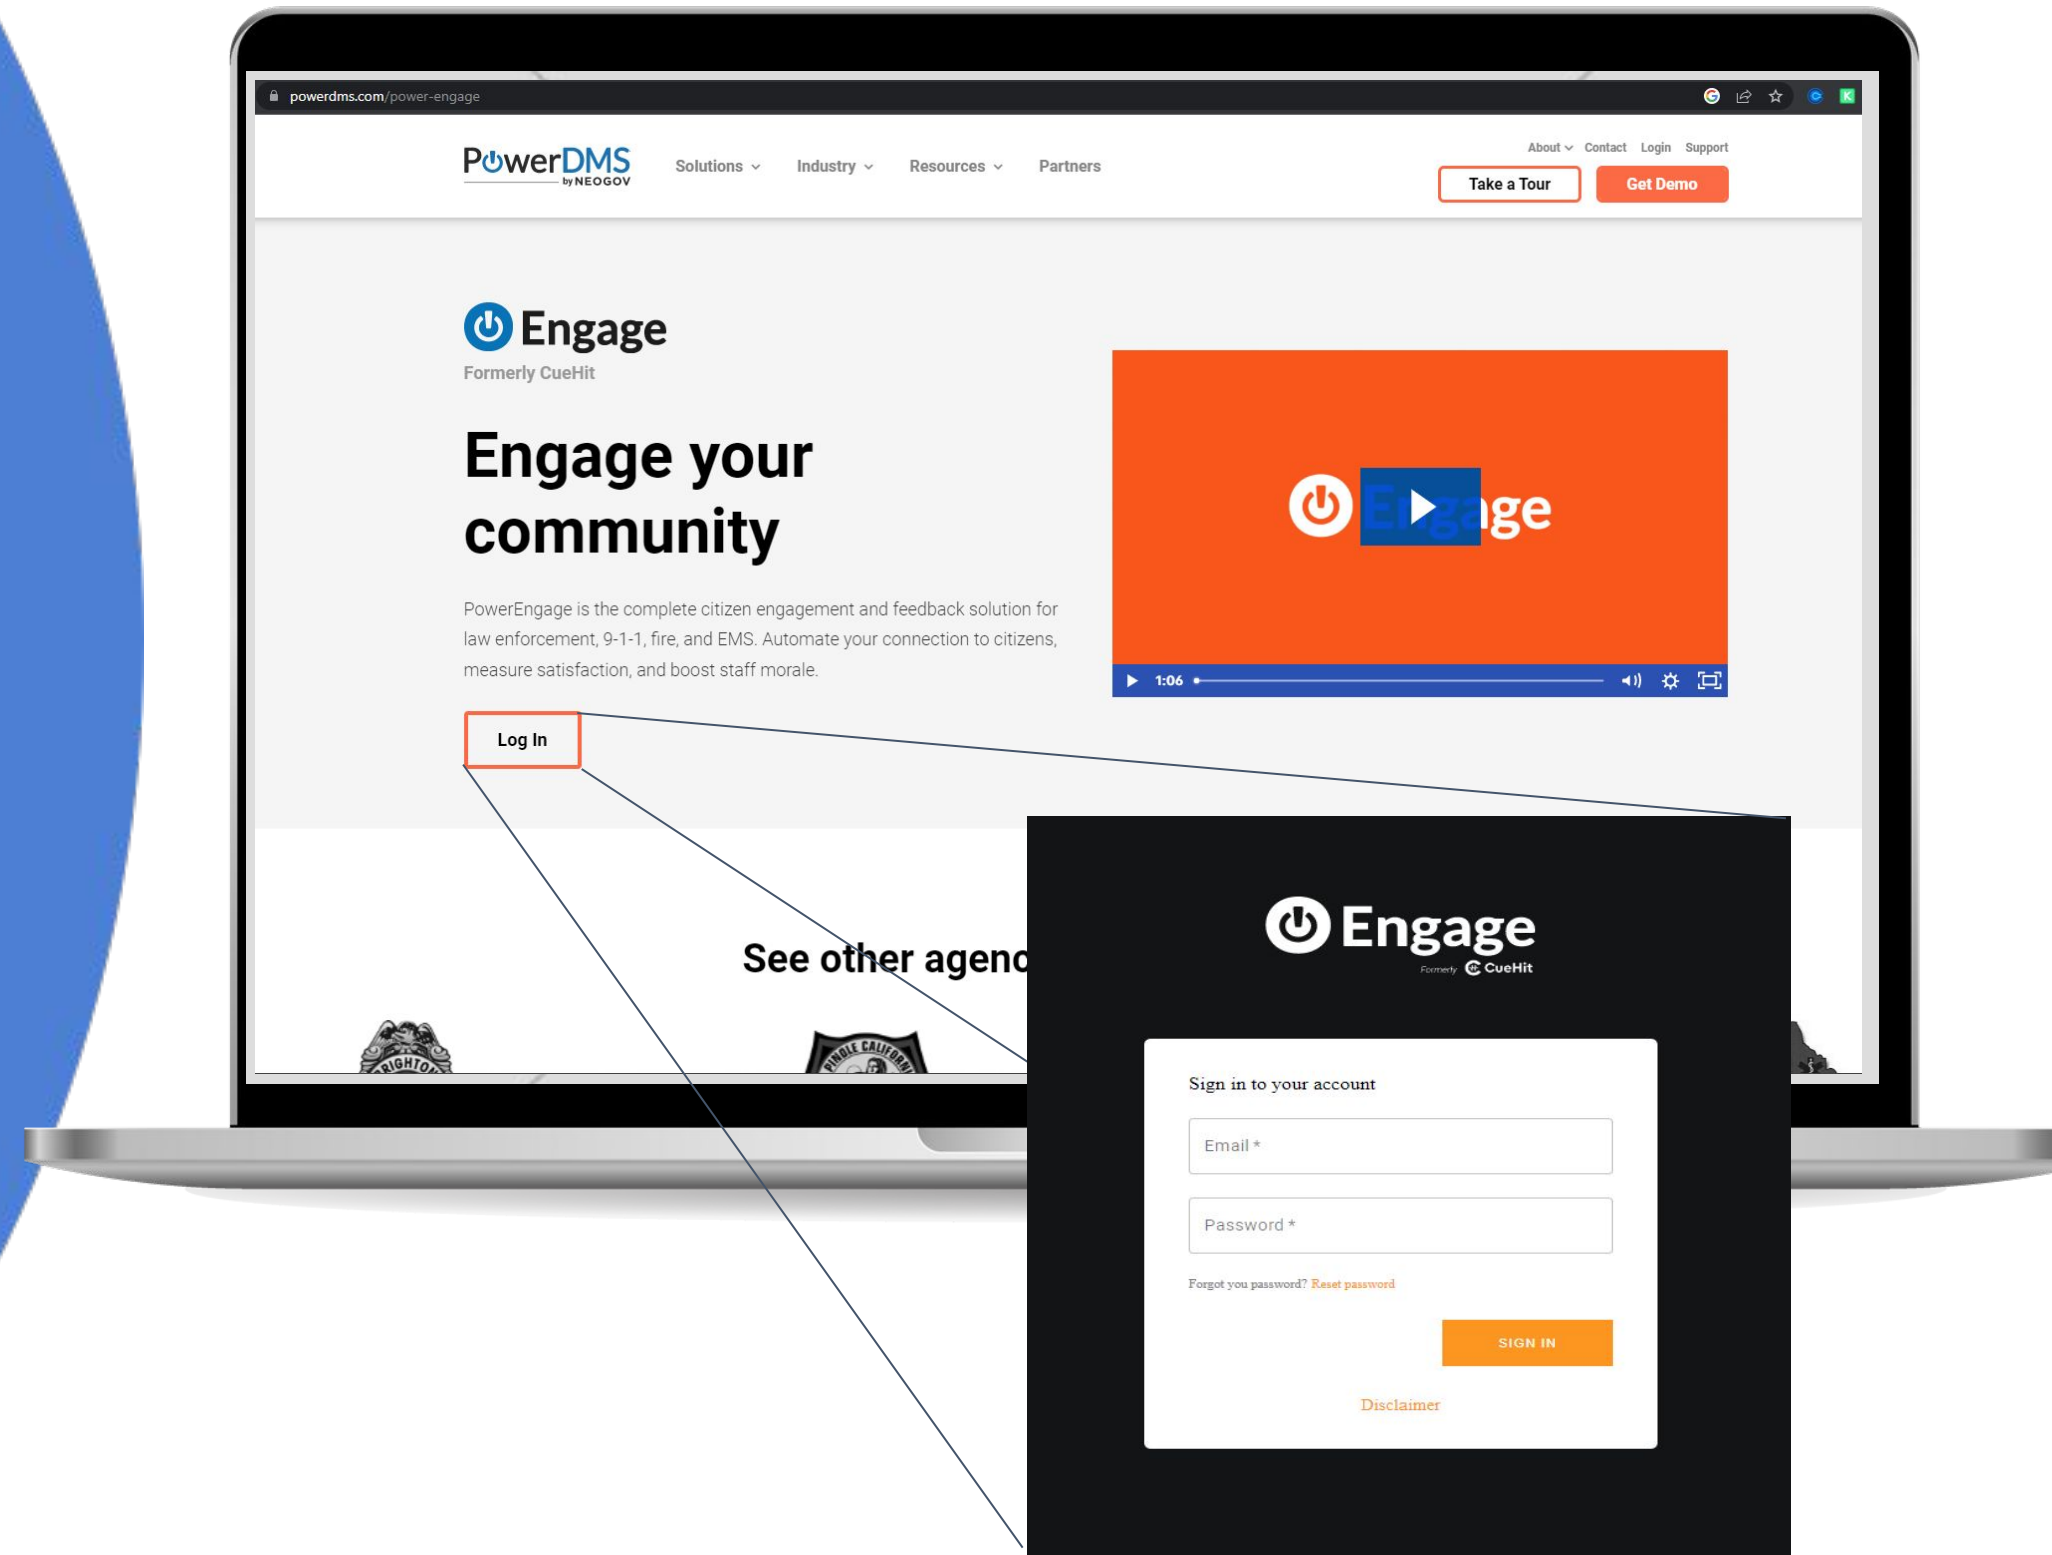 powerdms.com/power-engage
About Contact Login Support
PowerDMS
by NEOGOV
Solutions Industry Resources Partners
Take a Tour Get Demo
Engage
Formerly CueHit
Engage your
community
PowerEngage is the complete citizen engagement and feedback solution for
law enforcement, 9-1-1, fire, and EMS. Automate your connection to citizens,
measure satisfaction, and boost staff morale.
Log In
Engage
1:06
See other agenc
RIGHTON
PINOLE CALIFORN
Engage
Formerly CueHit
Sign in to your account
Email *
Password *
Forgot you password? Reset password
SIGN IN
Disclaimer